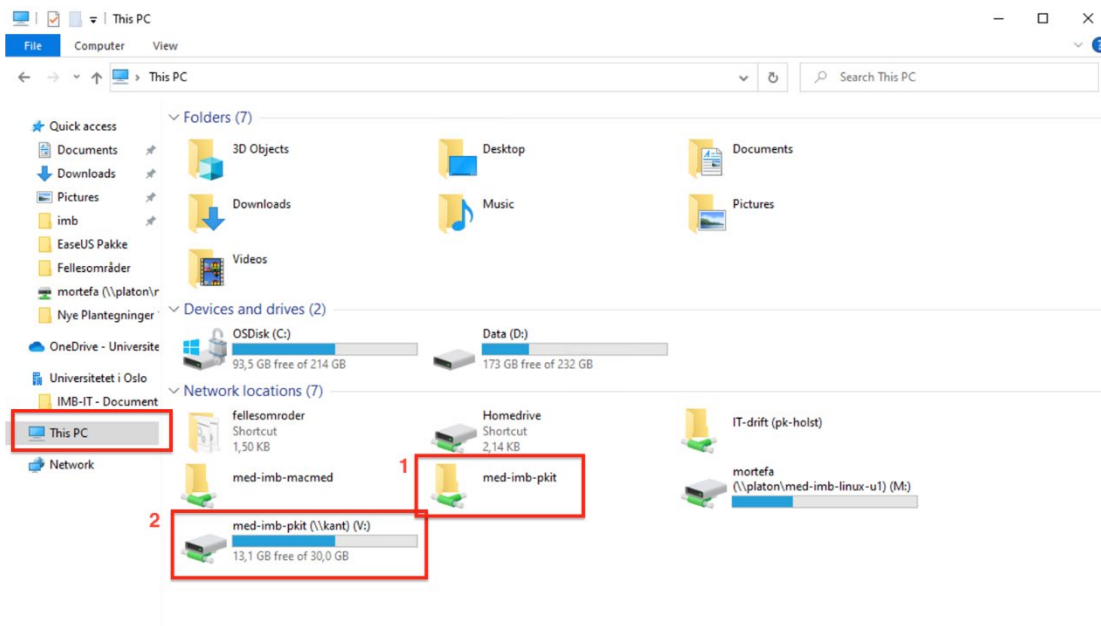 This PC
File Computer View
This PC
Search This PC
Quick access
Documents
Downloads
Pictures
imb
EaseUS Pakke
Fellesområder
mortefa (\\platon\r
Nye Plantegninger
OneDrive - Universite
Universitetet i Oslo
IMB-IT - Document
This PC
Network
Folders (7)
3D Objects
Desktop
Documents
Downloads
Music
Pictures
Videos
Devices and drives (2)
OSDisk (C:)
93,5 GB free of 214 GB
Data (D:)
173 GB free of 232 GB
Network locations (7)
fellesomroder
Shortcut
1,50 KB
Homedrive
Shortcut
2,14 KB
IT-drift (pk-holst)
med-imb-macmed
1
med-imb-pkit
mortefa
(\\platon\med-imb-linux-u1) (M:)
2
med-imb-pkit (\\kant) (V:)
13,1 GB free of 30,0 GB